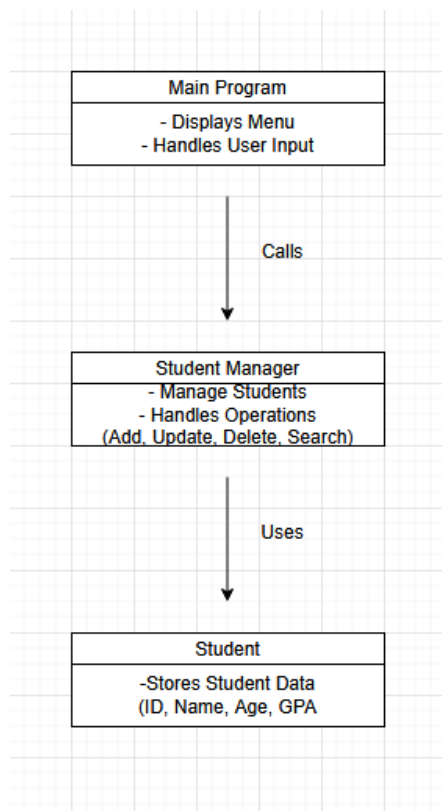 Main Program
- Displays Menu
- Handles User Input
Calls
Student Manager
- Manage Students
- Handles Operations
(Add, Update, Delete, Search)
Uses
Student
-Stores Student Data
(ID, Name, Age, GPA